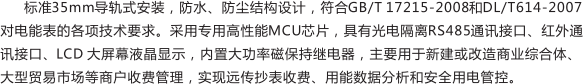 标准35mm导轨式安装，防水、防尘结构设计，符合GB/T 17215-2008和DL/T614-2007
对电能表的各项技术要求。采用专用高性能MCU芯片，具有光电隔离RS485通讯接口、红外通
讯接口、LCD 大屏幕液晶显示，内置大功率磁保持继电器，主要用于新建或改造商业综合体、
大型贸易市场等商户收费管理，实现远传抄表收费、用能数据分析和安全用电管控。